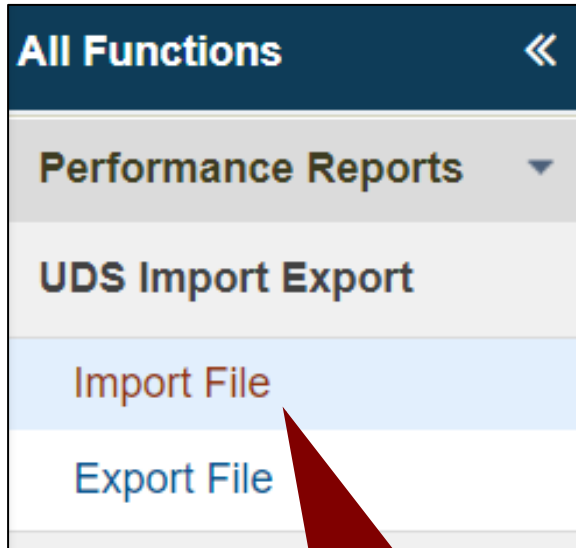 All Functions
Performance Reports
UDS Import Export
Import File
Export File